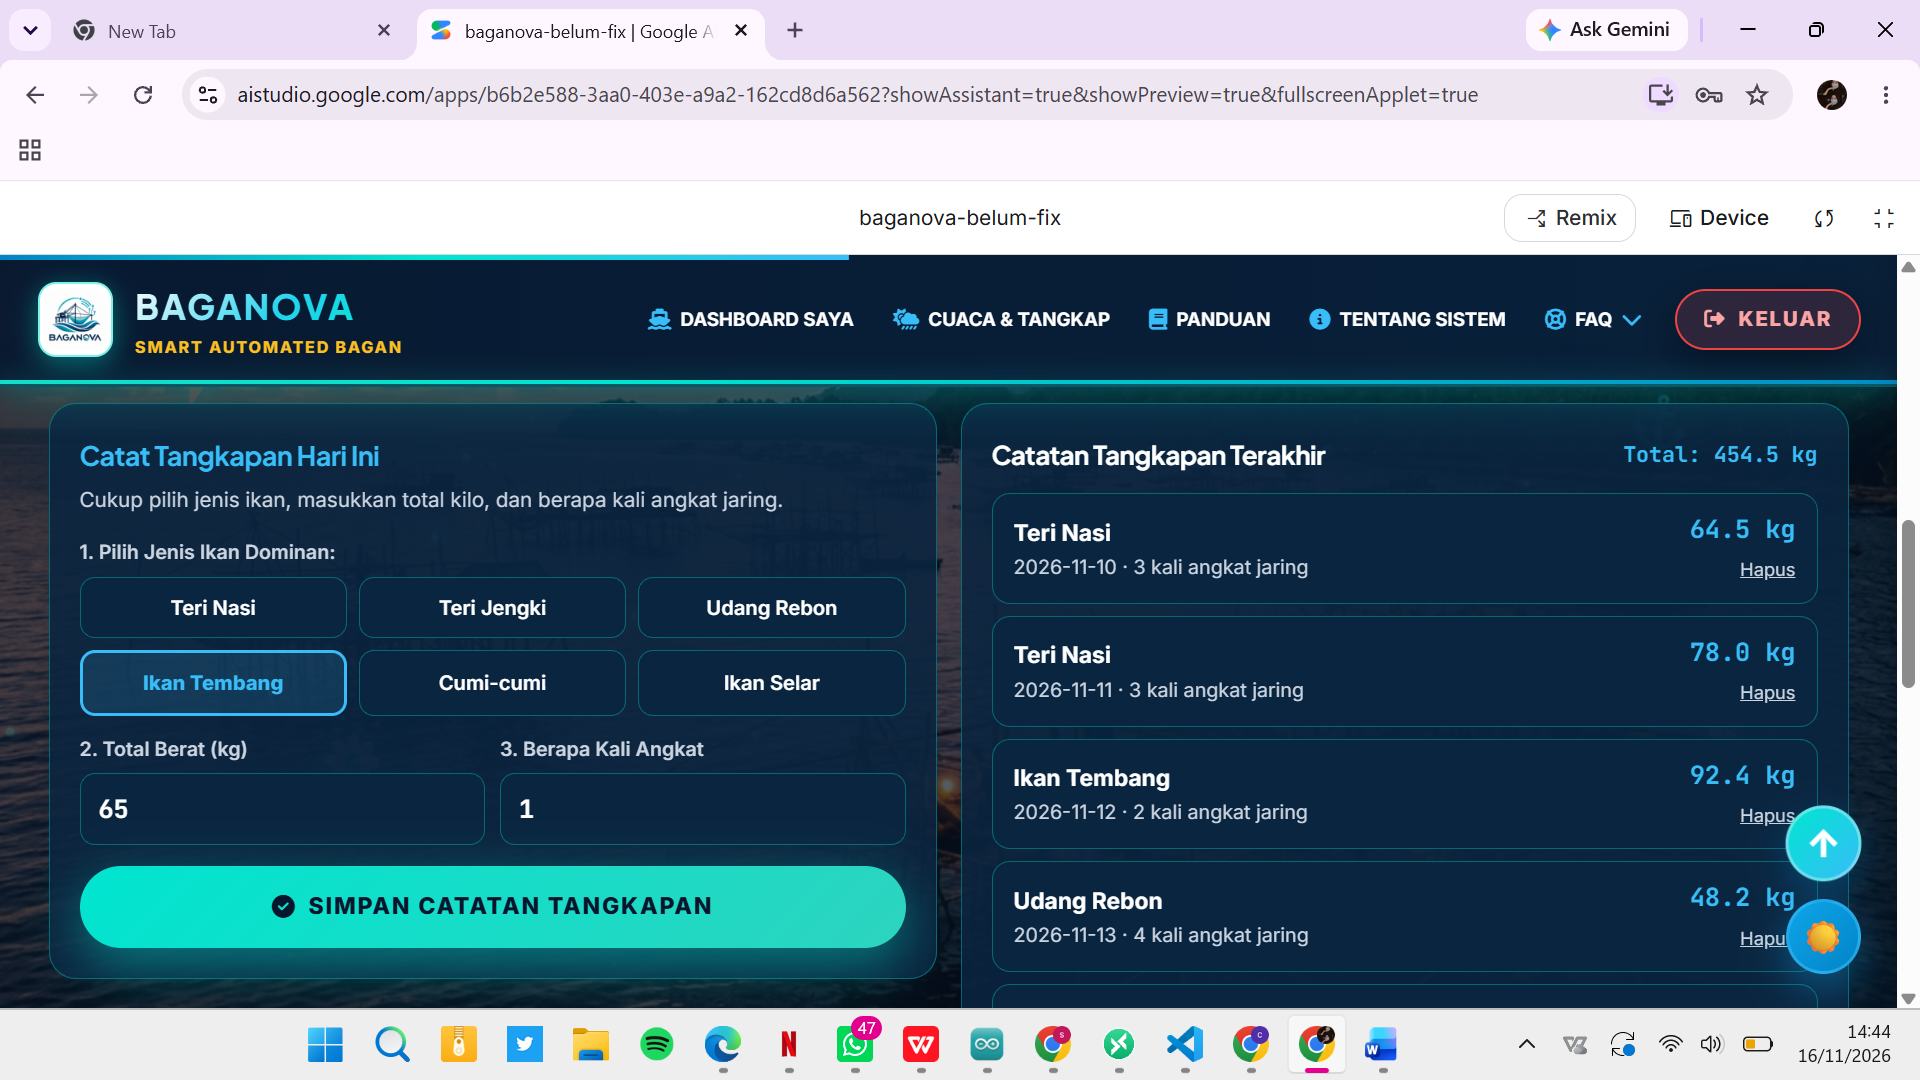 New Tab
baganova-belum-fix | Google A
Ask Gemini
aistudio.google.com/apps/b6b2e588-3aa0-403e-a9a2-162cd8d6a562?showAssistant=true&showPreview=true&fullscreenApplet=true
baganova-belum-fix
Remix
Device
BAGANOVA
BAGANOVA
SMART AUTOMATED BAGAN
DASHBOARD SAYA
CUACA & TANGKAP
PANDUAN
TENTANG SISTEM
FAQ
KELUAR
Catat Tangkapan Hari Ini
Cukup pilih jenis ikan, masukkan total kilo, dan berapa kali angkat jaring.
1. Pilih Jenis Ikan Dominan:
Teri Nasi
Teri Jengki
Udang Rebon
Ikan Tembang
Cumi-cumi
Ikan Selar
2. Total Berat (kg)
3. Berapa Kali Angkat
65
1
SIMPAN CATATAN TANGKAPAN
Catatan Tangkapan Terakhir
Total: 454.5 kg
Teri Nasi
64.5 kg
2026-11-10 · 3 kali angkat jaring
Hapus
Teri Nasi
78.0 kg
2026-11-11 · 3 kali angkat jaring
Hapus
Ikan Tembang
92.4 kg
2026-11-12 · 2 kali angkat jaring
Hapus
Udang Rebon
48.2 kg
2026-11-13 · 4 kali angkat jaring
Hapu
47
14:44
16/11/2026